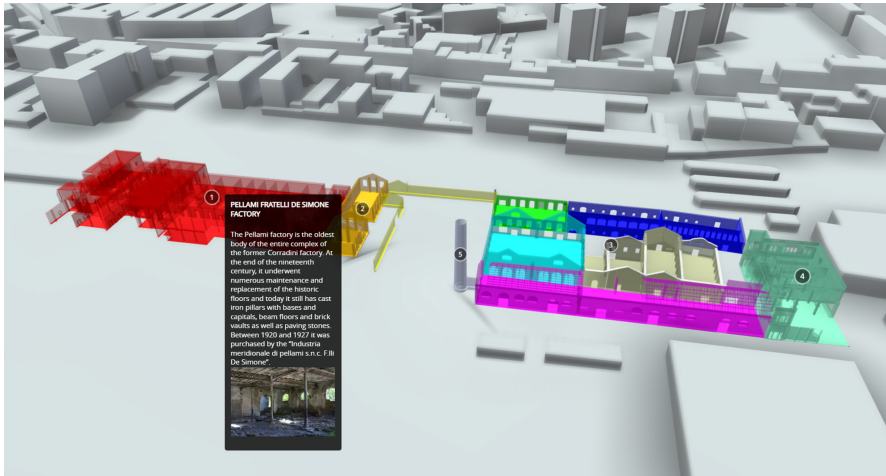 1
PELLAMI FRATELLI DE SIMONE
FACTORY
The Pellami factory is the oldest
body of the entire complex of
the former Corradini factory. At
the end of the nineteenth
century, it underwent
numerous maintenance and
replacement of the historic
floors and today it still has cast
iron pillars with bases and
capitals, beam floors and brick
vaults as well as paving stones.
Between 1920 and 1927 it was
purchased by the "Industria
meridionale di pellami s.n.c. F.lli
De Simone".
2
3
4
5